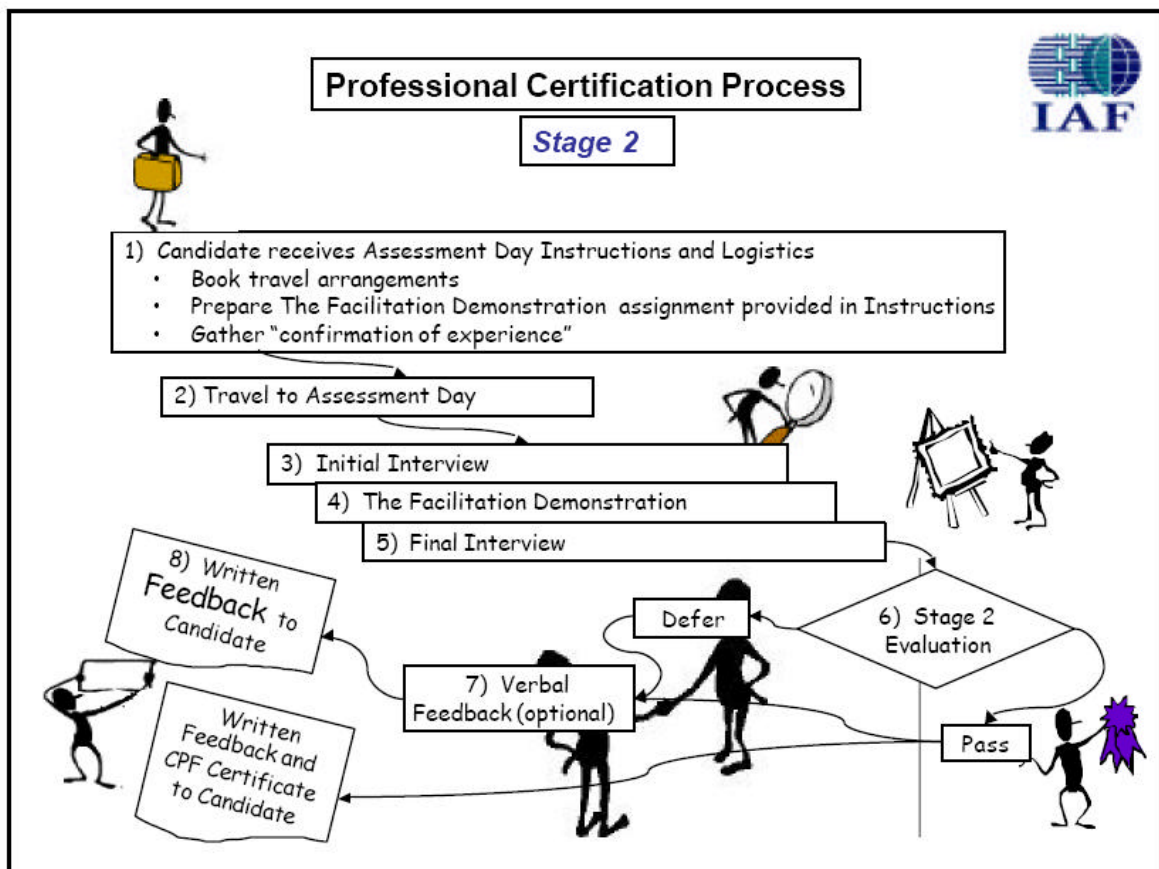 IAF
Professional Certification Process
Stage 2
1) Candidate receives Assessment Day Instructions and Logistics
• Book travel arrangements
• Prepare The Facilitation Demonstration assignment provided in Instructions
• Gather “confirmation of experience”
2) Travel to Assessment Day
3) Initial Interview
4) The Facilitation Demonstration
5) Final Interview
6) Stage 2
Evaluation
Defer
Pass
7) Verbal
Feedback (optional)
8) Written
Feedback to
Candidate
Written
Feedback and
CPF Certificate
to Candidate